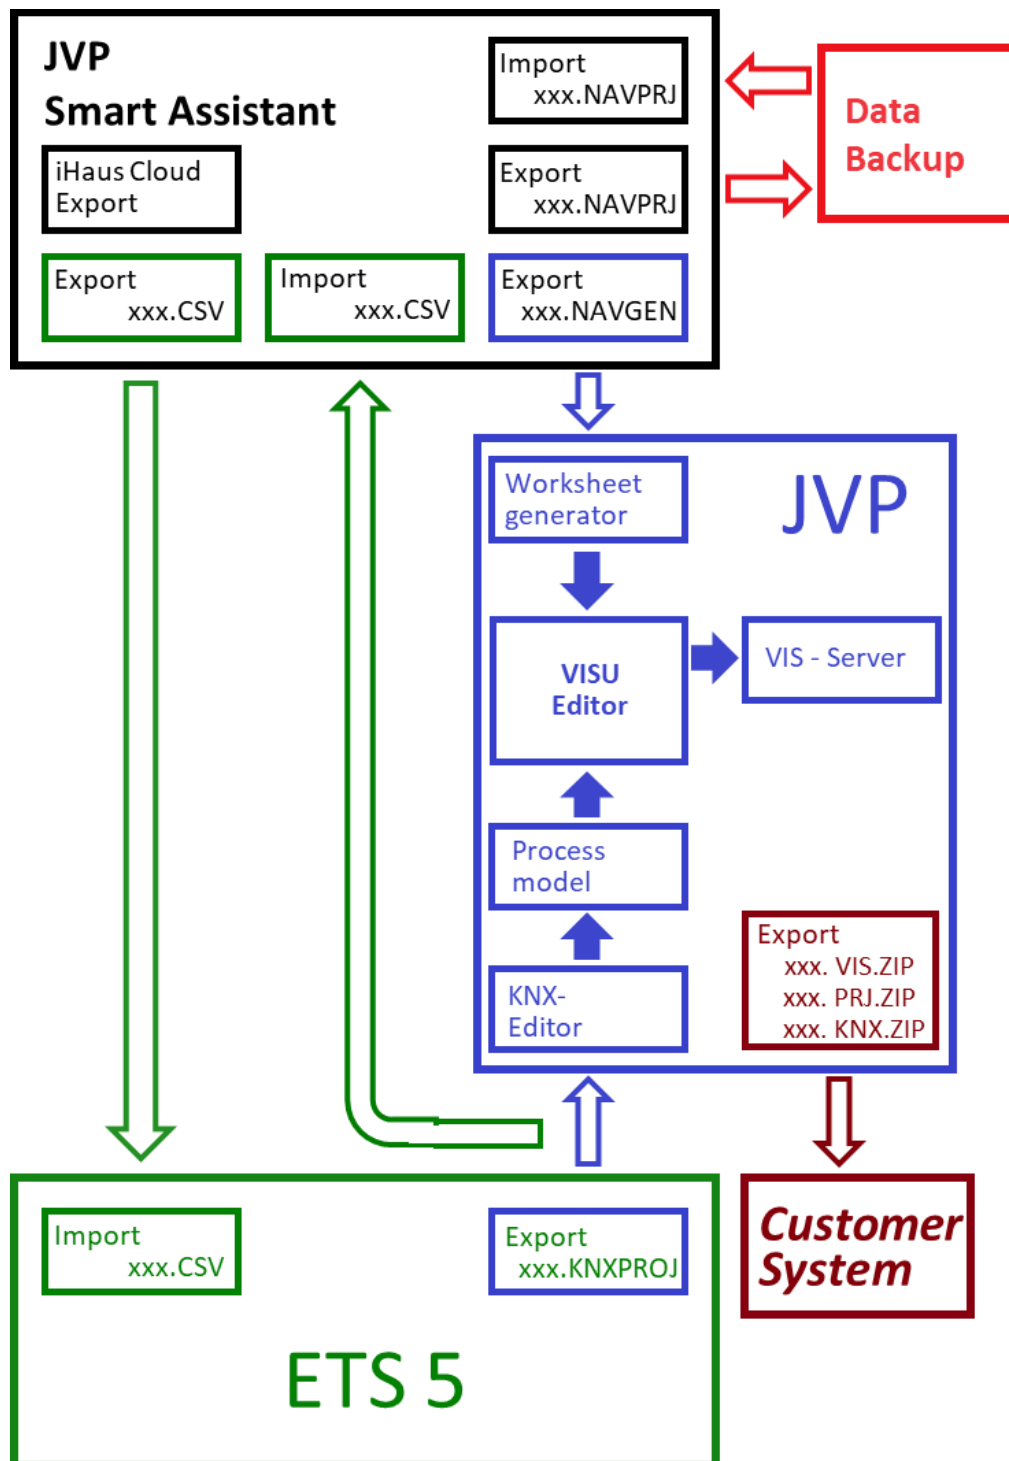 JVP
Smart Assistant
Import
xxx.NAVPRJ
Data
Backup
iHaus Cloud
Export
Export
xxx.NAVPRJ
Export
xxx.CSV
Import
xxx.CSV
Export
xxx.NAVGEN
JVP
Worksheet
generator
VISU
Editor
VIS - Server
Process
model
KNX-
Editor
Export
xxx. VIS.ZIP
xxx. PRJ.ZIP
xxx. KNX.ZIP
Import
xxx.CSV
Export
xxx.KNXPROJ
ETS 5
Customer
System